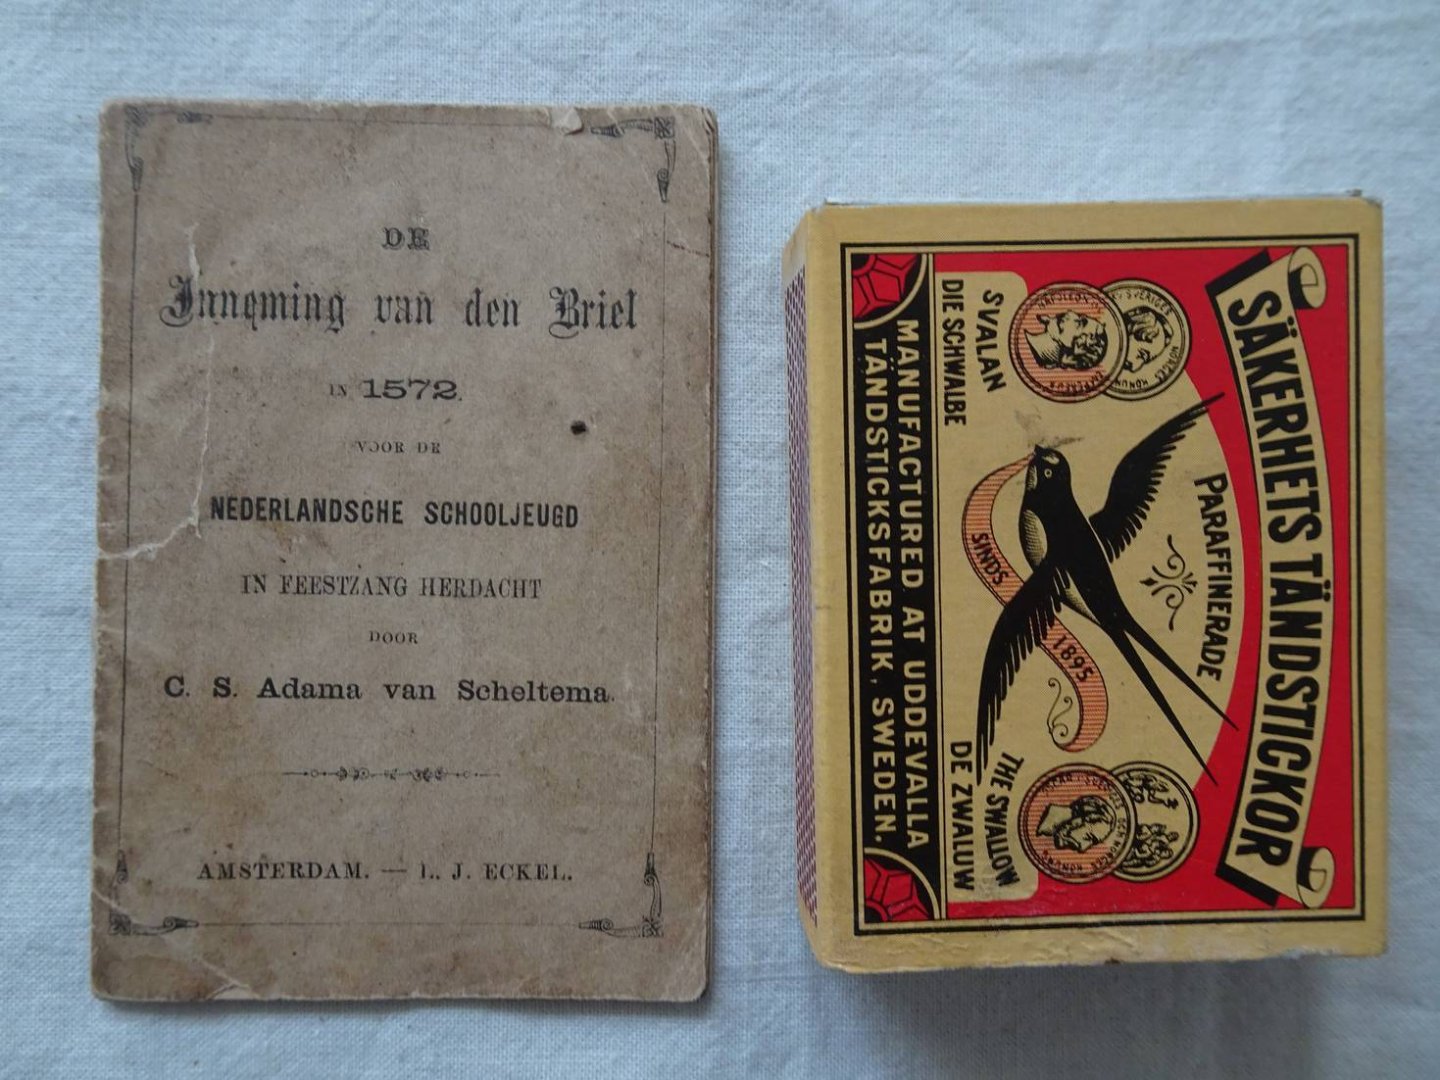 DE
Inneming van den Briel
IN 1572.
VOOR DE
NEDERLANDSCHE SCHOOLJEUGD
IN FEESTZANG HERDACHT
DOOR
C. S. Adama van Scheltema.
AMSTERDAM. — L. J. ECKEL.
SÄKERHETS TÄNDSTICKOR
PARAFFINERADE
SINDS 1895
SVALAN
DIE SCHWALBE
THE SWALLOW
DE ZWALUW
MANUFACTURED AT UDDEVALLA
TÄNDSTICKSFABRIK, SWEDEN.